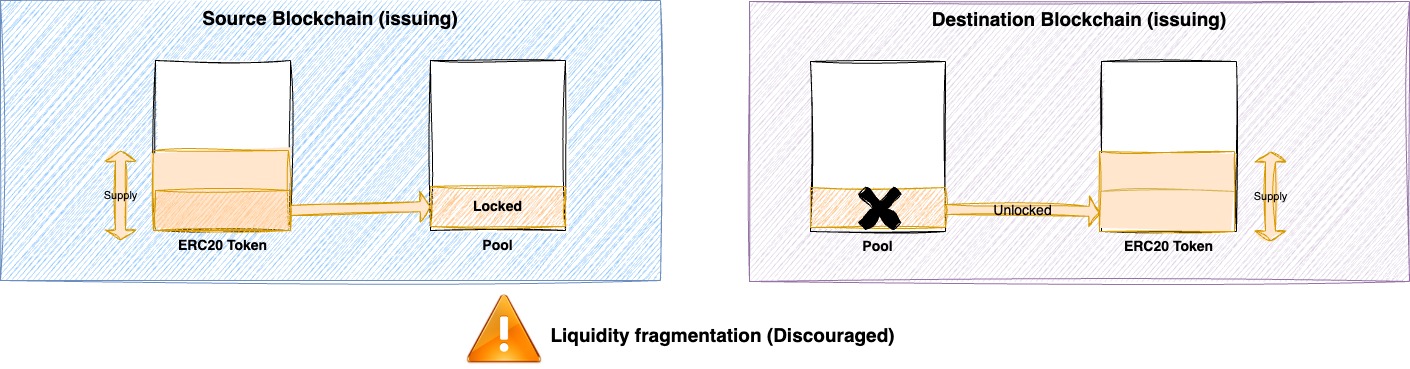 Source Blockchain (issuing)
Supply
Locked
ERC20 Token
Pool
Destination Blockchain (issuing)
Unlocked
Supply
Pool
ERC20 Token
Liquidity fragmentation (Discouraged)